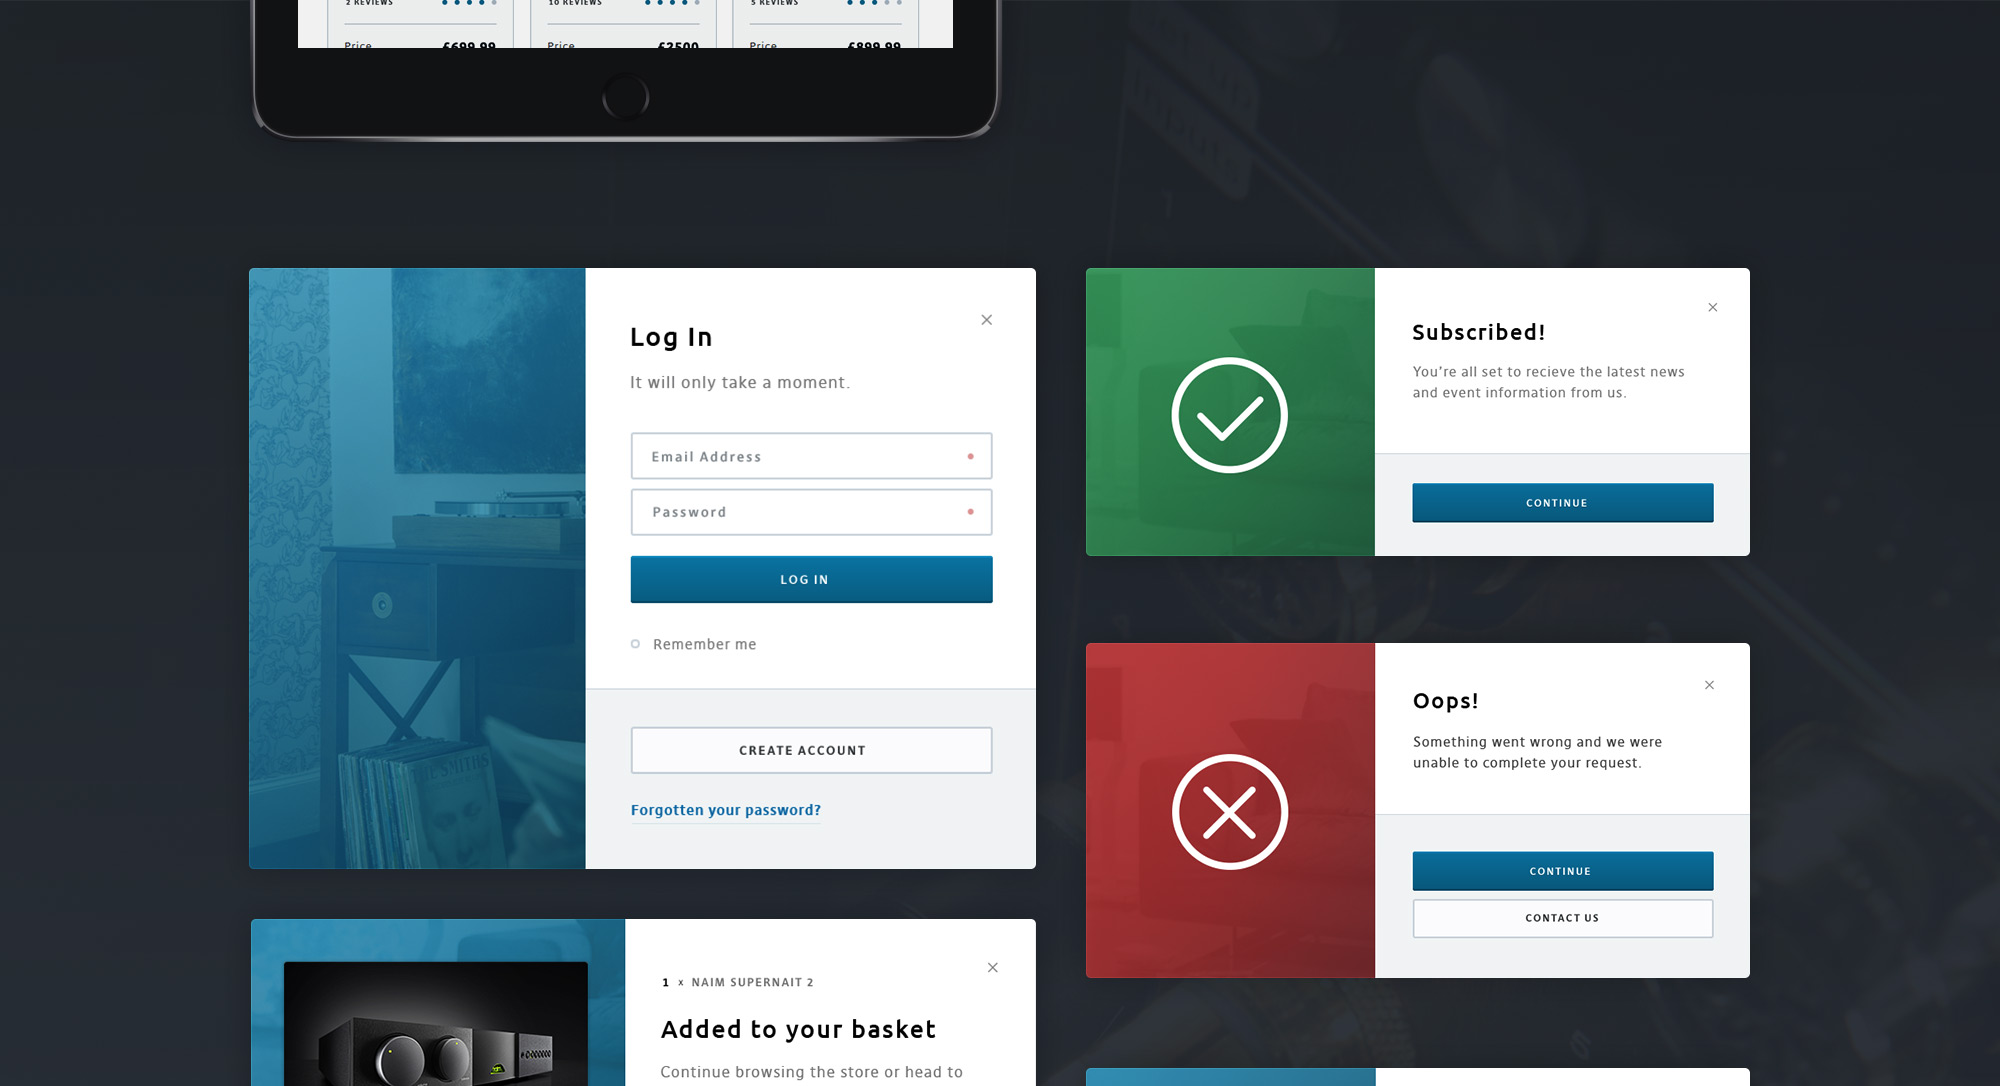 2 REVIEWS
10 REVIEWS
5 REVIEWS
Price
£699.99
Price
£2500
Price
£899.99
Log In
It will only take a moment.
Email Address
Password
LOG IN
Remember me
CREATE ACCOUNT
Forgotten your password?
THE SMITHS
Subscribed!
You're all set to recieve the latest news
and event information from us.
CONTINUE
Oops!
Something went wrong and we were
unable to complete your request.
CONTINUE
CONTACT US
1 x NAIM SUPERNAIT 2
Added to your basket
Continue browsing the store or head to